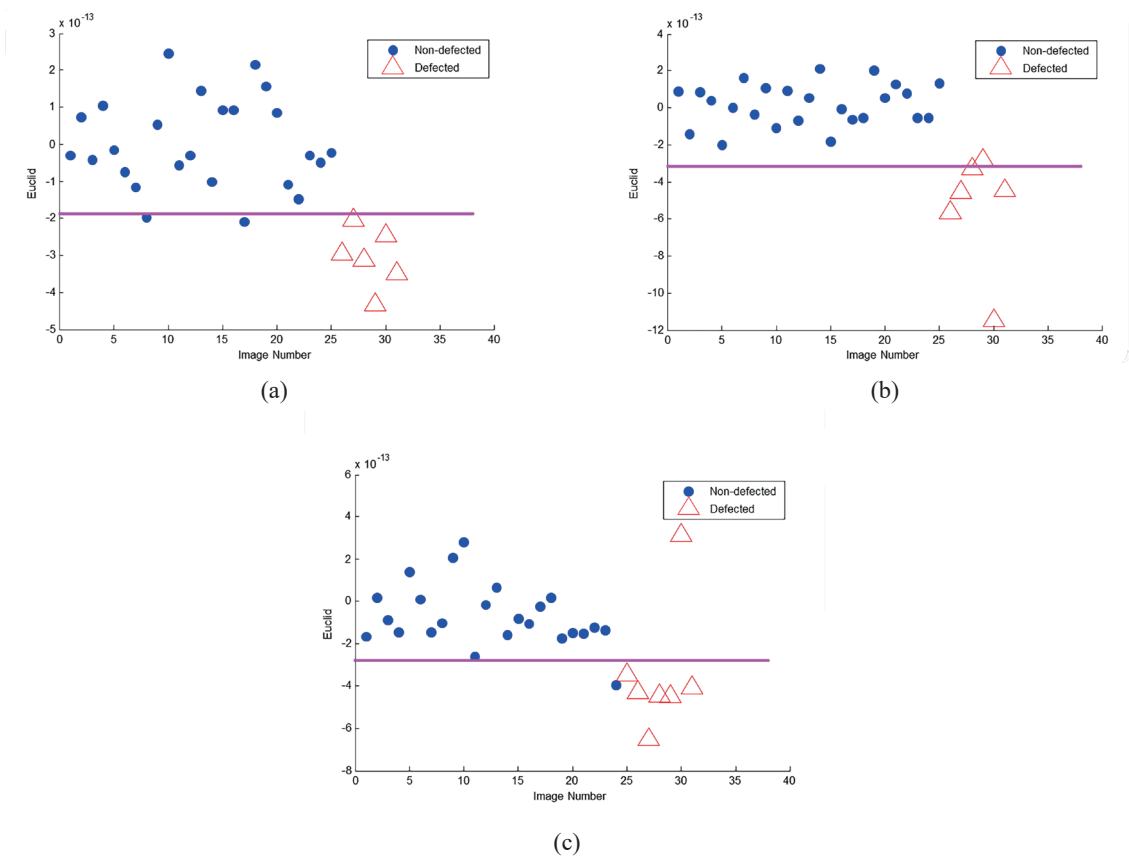 x 10-13
3
2
1
0
-1
-2
-3
-4
-5
Euclid
0 5 10 15 20 25 30 35 40
Image Number
Non-defected
Defected
(a)
x 10-13
4
2
0
-2
-4
-6
-8
-10
-12
Euclid
0 5 10 15 20 25 30 35 40
Image Number
Non-defected
Defected
(b)
x 10-13
6
4
2
0
-2
-4
-6
-8
Euclid
0 5 10 15 20 25 30 35 40
Image Number
Non-defected
Defected
(c)